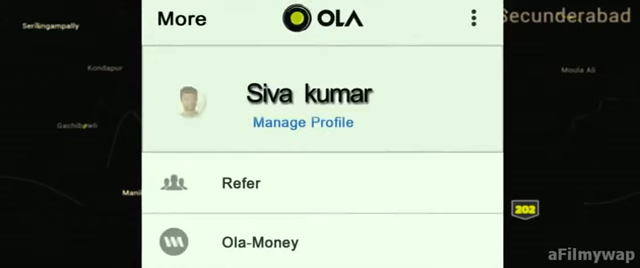 More
OLA
Secunderabad
Serilingampally
Kondapur
Moula Ali
Siva kumar
Manage Profile
Gachibowli
Refer
202
Ola-Money
aFilmywap